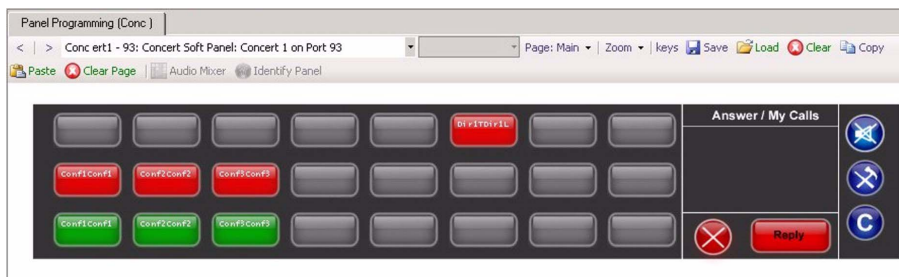 Panel Programming (Conc )
< > Conc ert1 - 93: Concert Soft Panel: Concert 1 on Port 93 Page: Main Zoom keys Save Load Clear Copy
Paste Clear Page Audio Mixer Identify Panel
Dir1TDir1L Answer / My Calls
Conf1Conf1 Conf2Conf2 Conf3Conf3
Conf1Conf1 Conf2Conf2 Conf3Conf3 Reply C